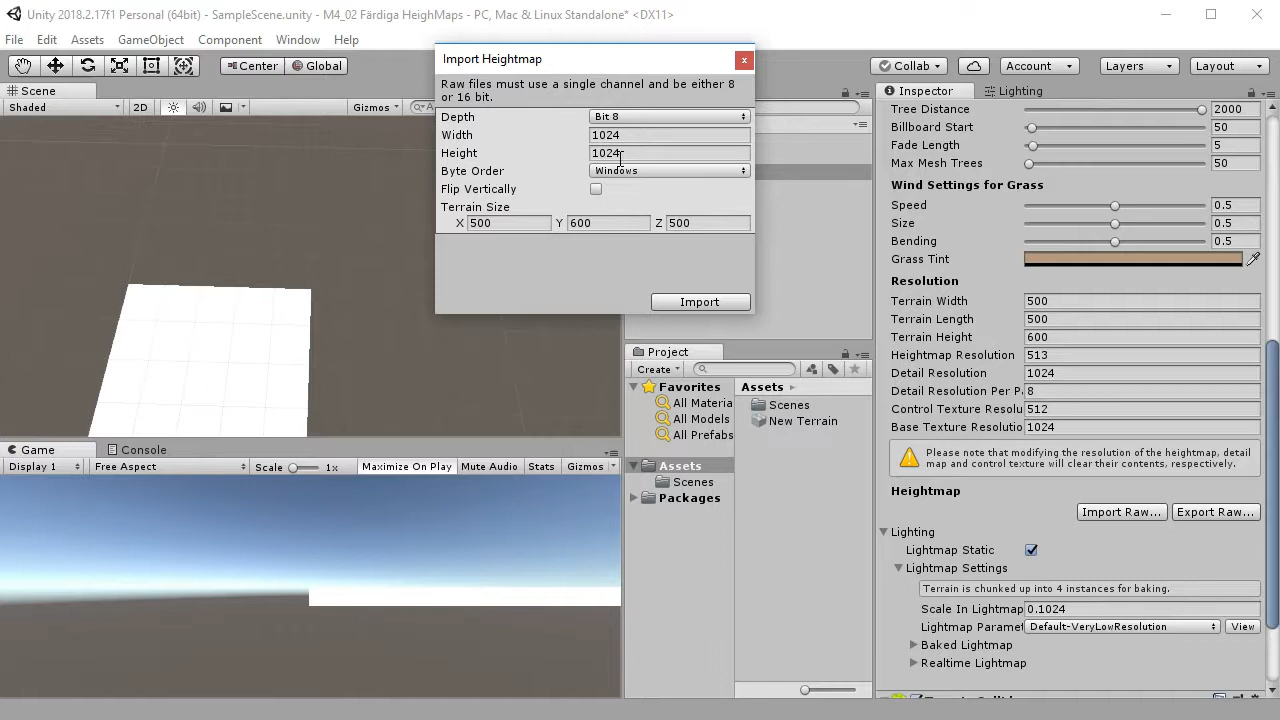 Unity 2018.2.17f1 Personal (64bit) - SampleScene.unity - M4_02 Färdiga HeighMaps - PC, Mac & Linux Standalone* <DX11>
File Edit Assets GameObject Component Window Help
Center Global Collab Account Layers Layout
Scene
Shaded 2D Gizmos
Import Heightmap
Raw files must use a single channel and be either 8
or 16 bit.
Depth Bit 8
Width 1024
Height 1024
Byte Order Windows
Flip Vertically
Terrain Size
X 500 Y 600 Z 500
Import
Inspector Lighting
Tree Distance 2000
Billboard Start 50
Fade Length 5
Max Mesh Trees 50
Wind Settings for Grass
Speed 0.5
Size 0.5
Bending 0.5
Grass Tint
Resolution
Terrain Width 500
Terrain Length 500
Terrain Height 600
Heightmap Resolution 513
Detail Resolution 1024
Detail Resolution Per P 8
Control Texture Resolu 512
Base Texture Resolutio 1024
Please note that modifying the resolution of the heightmap, detail
map and control texture will clear their contents, respectively.
Heightmap
Import Raw... Export Raw...
Lighting
Lightmap Static
Lightmap Settings
Terrain is chunked up into 4 instances for baking.
Scale In Lightmap 0.1024
Lightmap Paramet Default-VeryLowResolution View
Baked Lightmap
Realtime Lightmap
Project
Create
Favorites
All Materia
All Models
All Prefabs
Assets
Scenes
Packages
Assets
Scenes
New Terrain
Game Console
Display 1 Free Aspect Scale 1x Maximize On Play Mute Audio Stats Gizmos